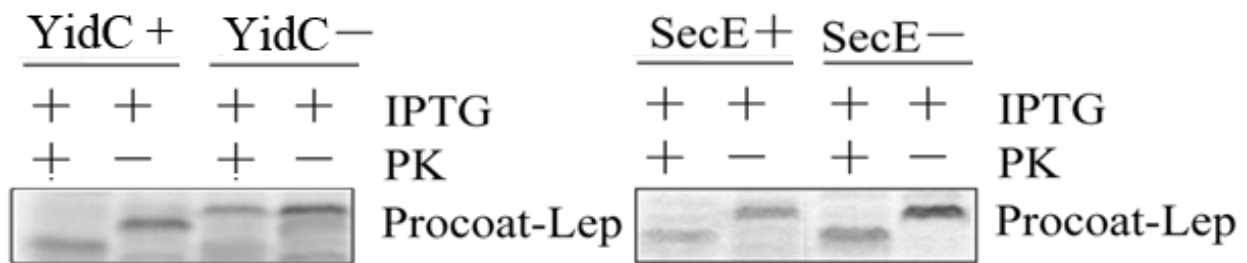 YidC + YidC − SecE + SecE −
+ + + + IPTG + + + + IPTG
+ − + − PK + − + − PK
Procoat-Lep Procoat-Lep